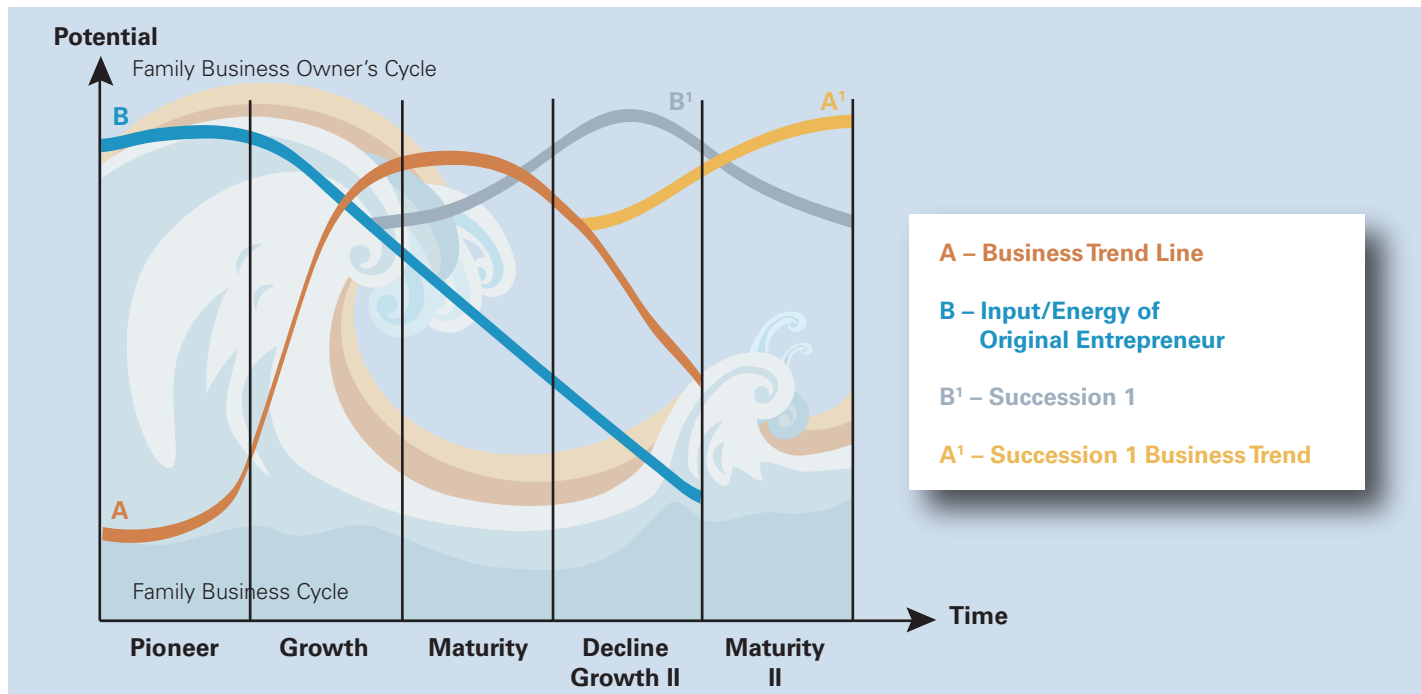 Potential
Family Business Owner's Cycle
B
B¹
A¹
A
Family Business Cycle
Time
Pioneer
Growth
Maturity
Decline
Growth II
Maturity
II
A – Business Trend Line
B – Input/Energy of
Original Entrepreneur
B¹ – Succession 1
A¹ – Succession 1 Business Trend